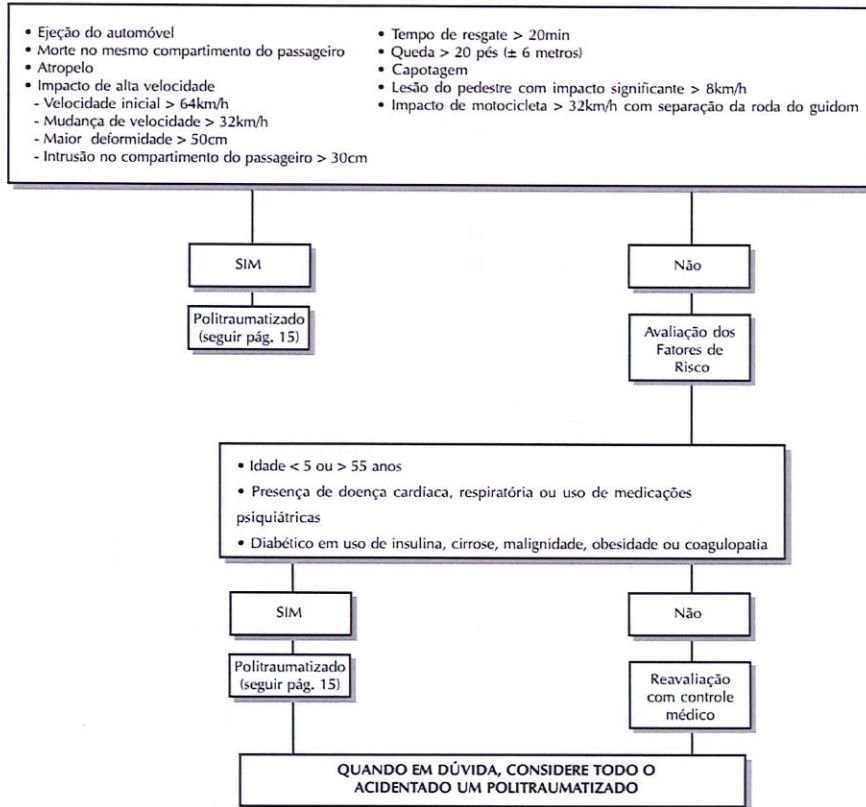 • Ejeção do automóvel
• Morte no mesmo compartimento do passageiro
• Atropelo
• Impacto de alta velocidade
- Velocidade inicial > 64km/h
- Mudança de velocidade > 32km/h
- Maior deformidade > 50cm
- Intrusão no compartimento do passageiro > 30cm
• Tempo de resgate > 20min
• Queda > 20 pés (± 6 metros)
• Capotagem
• Lesão do pedestre com impacto significante > 8km/h
• Impacto de motocicleta > 32km/h com separação da roda do guidom
SIM
Não
Politraumatizado
(seguir pág. 15)
Avaliação dos
Fatores de
Risco
• Idade < 5 ou > 55 anos
• Presença de doença cardíaca, respiratória ou uso de medicações
psiquiátricas
• Diabético em uso de insulina, cirrose, malignidade, obesidade ou coagulopatia
SIM
Não
Politraumatizado
(seguir pág. 15)
Reavaliação
com controle
médico
QUANDO EM DÚVIDA, CONSIDERE TODO O
ACIDENTADO UM POLITRAUMATIZADO